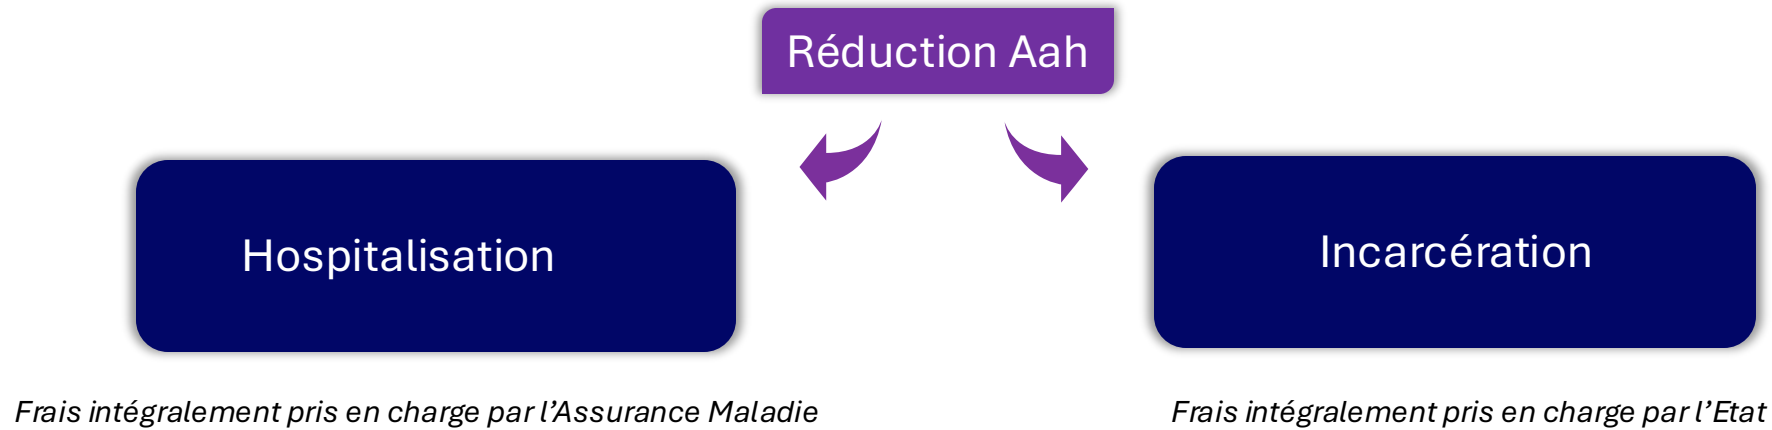 Réduction Aah
Hospitalisation
Incarcération
Frais intégralement pris en charge par l’Assurance Maladie
Frais intégralement pris en charge par l’Etat